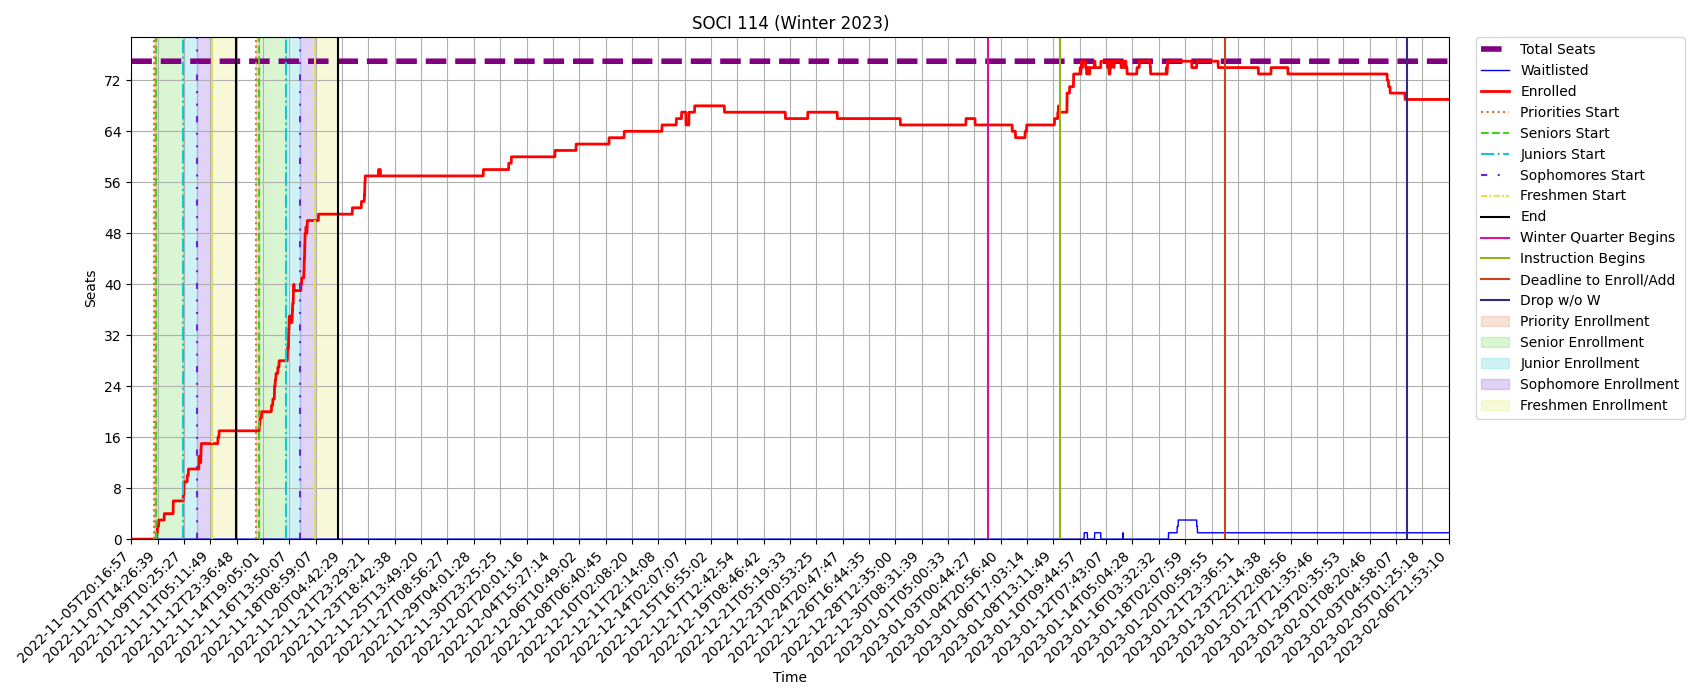 SOCI 114 (Winter 2023)
Seats
72
64
56
48
40
32
24
16
8
0
2022-11-05T20:16:57
2022-11-07T14:26:39
2022-11-09T10:25:27
2022-11-11T05:11:49
2022-11-12T23:36:48
2022-11-14T19:05:01
2022-11-16T13:50:07
2022-11-18T08:59:07
2022-11-20T04:42:29
2022-11-21T23:29:21
2022-11-23T18:42:38
2022-11-25T13:49:20
2022-11-27T08:56:27
2022-11-29T04:01:28
2022-11-30T23:25:25
2022-12-02T20:01:16
2022-12-04T15:27:14
2022-12-06T10:49:02
2022-12-08T06:40:45
2022-12-10T02:08:20
2022-12-11T22:14:08
2022-12-14T02:07:07
2022-12-15T16:55:02
2022-12-17T12:42:54
2022-12-19T08:46:42
2022-12-21T05:19:33
2022-12-23T00:53:25
2022-12-24T20:47:47
2022-12-26T16:44:35
2022-12-28T12:35:00
2022-12-30T08:31:39
2023-01-01T05:00:33
2023-01-03T00:44:27
2023-01-04T20:56:40
2023-01-06T17:03:14
2023-01-08T13:11:49
2023-01-10T09:44:57
2023-01-12T07:43:07
2023-01-14T05:04:28
2023-01-16T03:32:32
2023-01-18T02:07:59
2023-01-20T00:59:55
2023-01-21T23:36:51
2023-01-23T22:14:38
2023-01-25T22:08:56
2023-01-27T21:35:46
2023-01-29T20:35:53
2023-02-01T08:20:46
2023-02-03T04:58:07
2023-02-05T01:25:18
2023-02-06T21:53:10
Time
Total Seats
Waitlisted
Enrolled
Priorities Start
Seniors Start
Juniors Start
Sophomores Start
Freshmen Start
End
Winter Quarter Begins
Instruction Begins
Deadline to Enroll/Add
Drop w/o W
Priority Enrollment
Senior Enrollment
Junior Enrollment
Sophomore Enrollment
Freshmen Enrollment